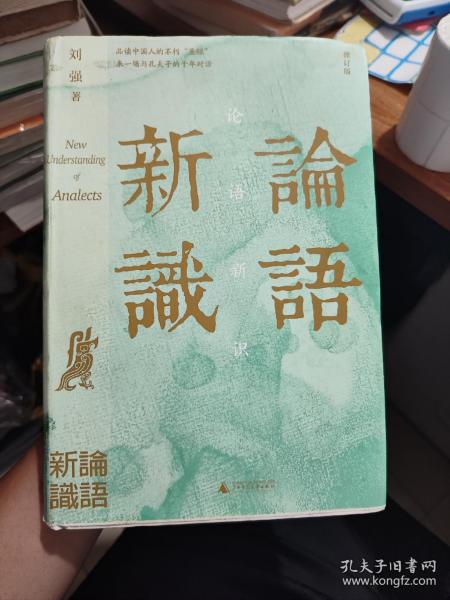 品读中国人的不朽“圣经”
来一场与孔夫子的千年对话
修订版
刘强 著
New
Understanding
of
Analects
論語
新識
论语新识
論語
新識
孔夫子旧书网
www.kongfz.com